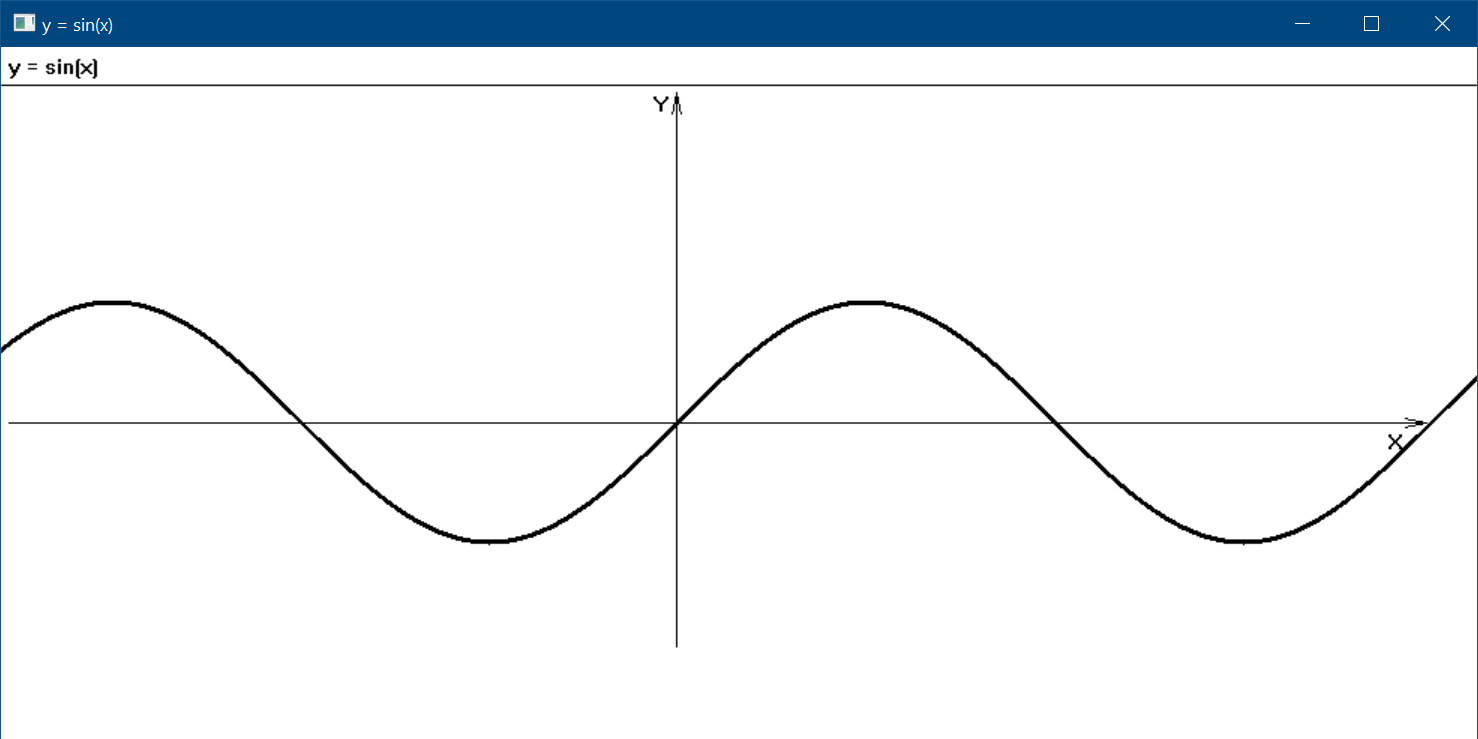 y = sin(x)
y = sin(x)
Y
X